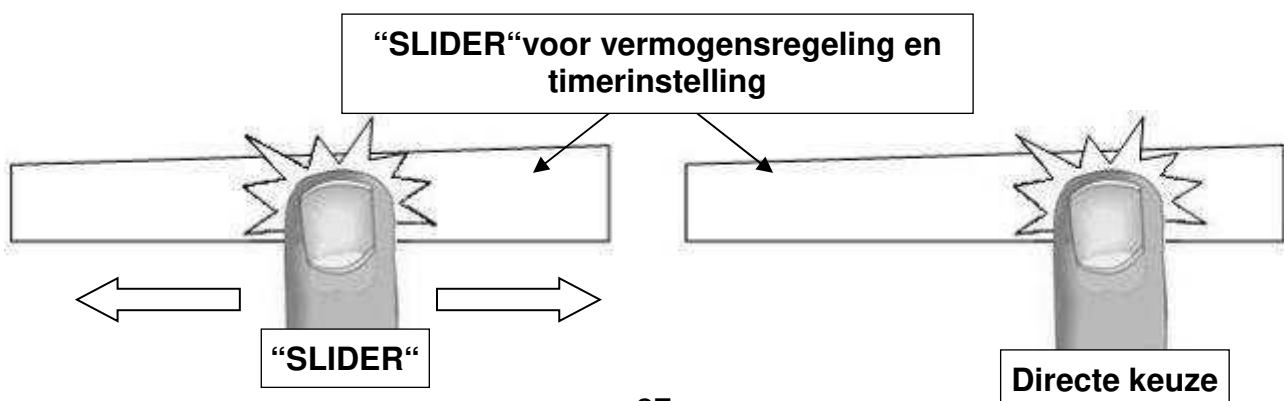 “SLIDER“voor vermogensregeling en
timerinstelling
“SLIDER“
Directe keuze